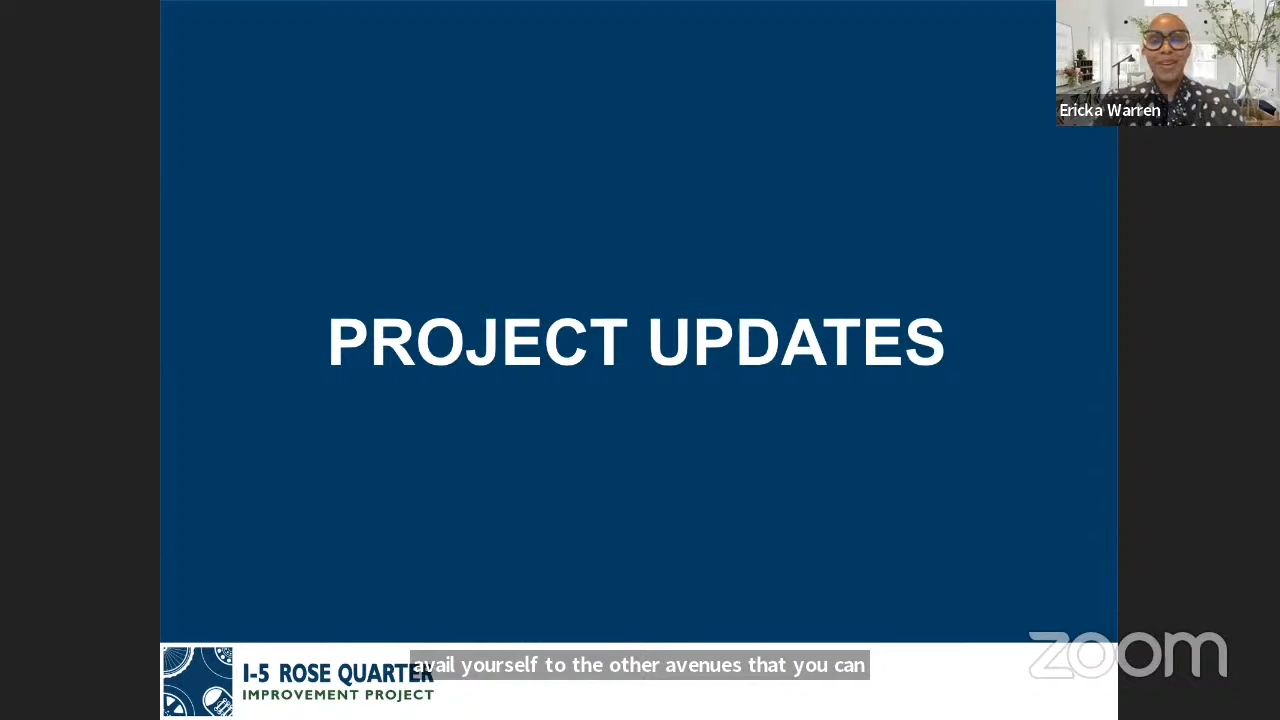 Ericka Warren
PROJECT UPDATES
I-5 ROSE QUARTER
IMPROVEMENT PROJECT
avail yourself to the other avenues that you can
zoom